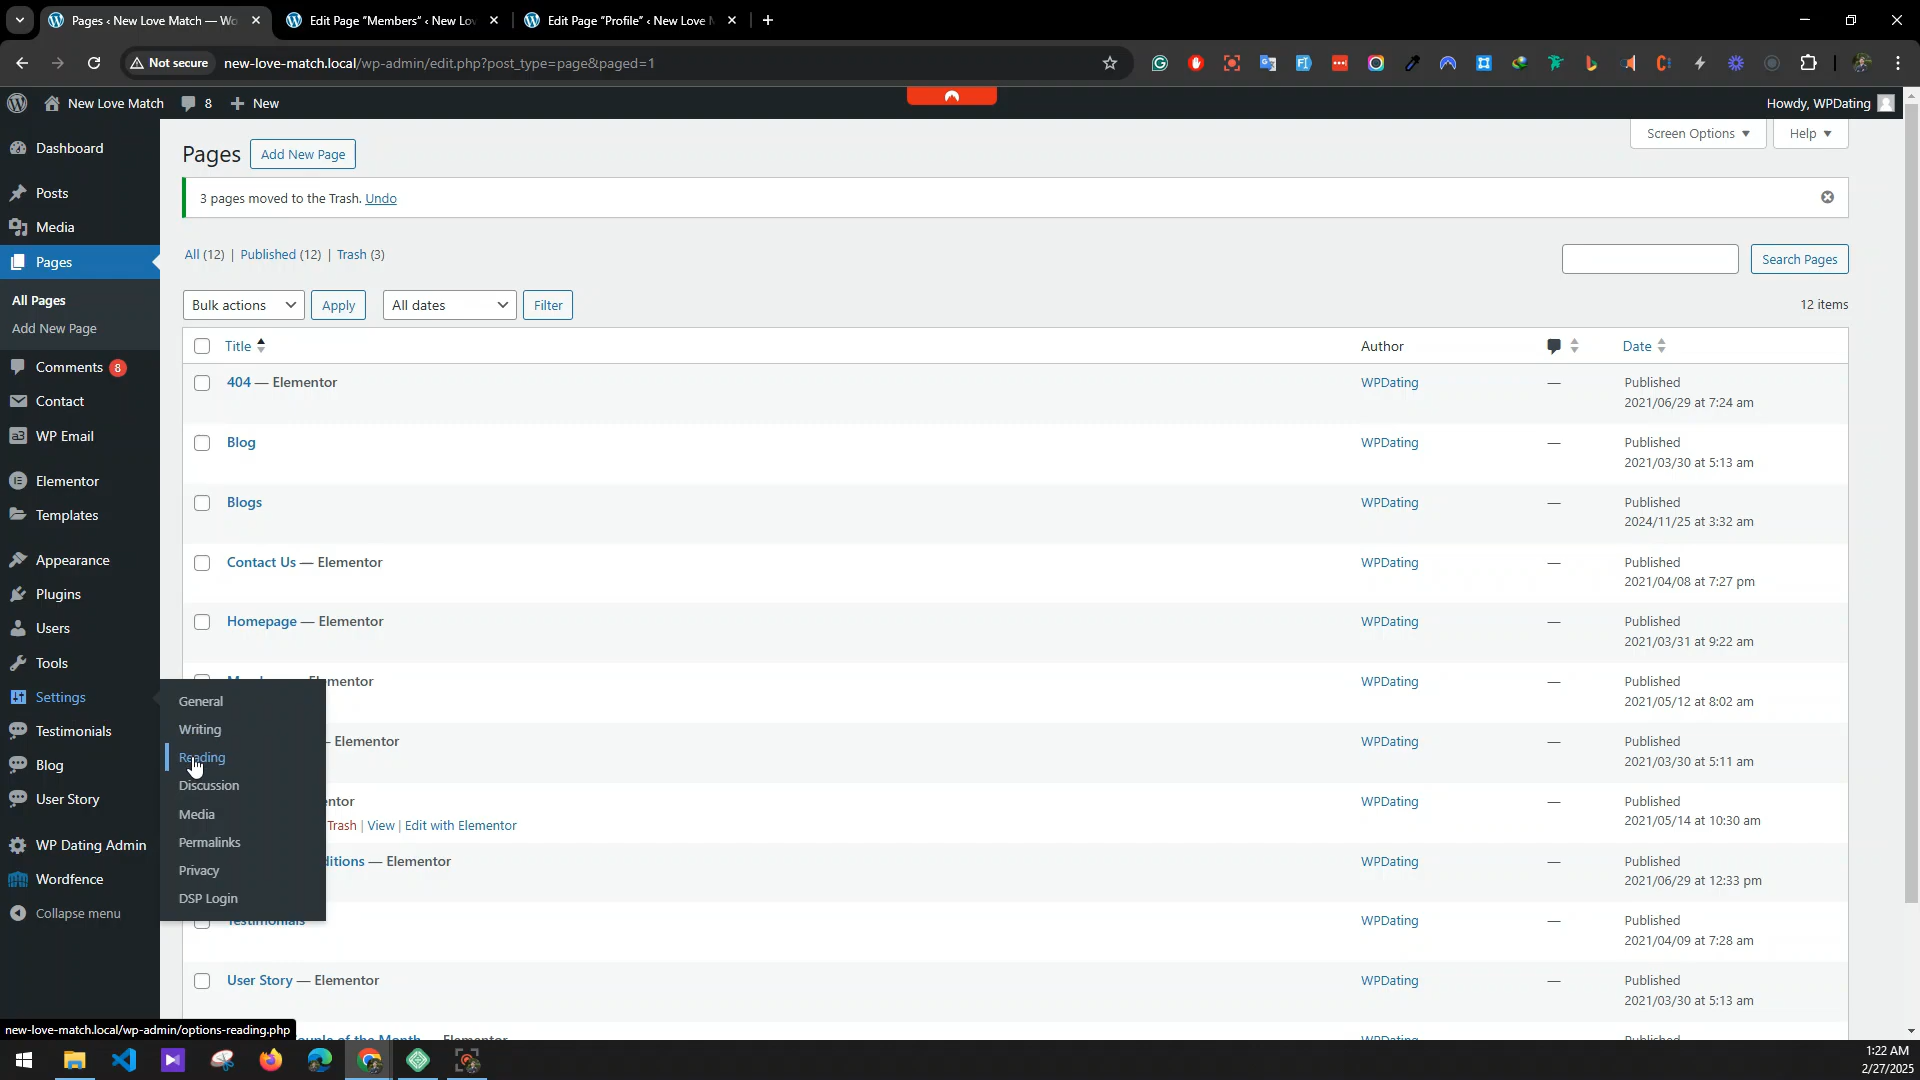 Pages ‹ New Love Match — Wo
Edit Page “Members” ‹ New Lov
Edit Page “Profile” ‹ New Love M
Not secure
new-love-match.local/wp-admin/edit.php?post_type=page&paged=1
New Love Match
8
New
Howdy, WPDating
Dashboard
Posts
Media
Pages
All Pages
Add New Page
Comments 8
Contact
WP Email
Elementor
Templates
Appearance
Plugins
Users
Tools
Settings
Testimonials
Blog
User Story
WP Dating Admin
Wordfence
Collapse menu
General
Writing
Reading
Discussion
Media
Permalinks
Privacy
DSP Login
Screen Options
Help
Pages
Add New Page
3 pages moved to the Trash. Undo
All (12) | Published (12) | Trash (3)
Search Pages
Bulk actions
Apply
All dates
Filter
12 items
Title
Author
Date
404 — Elementor
WPDating
—
Published
2021/06/29 at 7:24 am
Blog
WPDating
—
Published
2021/03/30 at 5:13 am
Blogs
WPDating
—
Published
2024/11/25 at 3:32 am
Contact Us — Elementor
WPDating
—
Published
2021/04/08 at 7:27 pm
Homepage — Elementor
WPDating
—
Published
2021/03/31 at 9:22 am
ementor
WPDating
—
Published
2021/05/12 at 8:02 am
— Elementor
WPDating
—
Published
2021/03/30 at 5:11 am
entor
WPDating
—
Published
2021/05/14 at 10:30 am
Trash | View | Edit with Elementor
ditions — Elementor
WPDating
—
Published
2021/06/29 at 12:33 pm
Testimonials
WPDating
—
Published
2021/04/09 at 7:28 am
User Story — Elementor
WPDating
—
Published
2021/03/30 at 5:13 am
ouple of the Month — Elementor
WPDating
Published
new-love-match.local/wp-admin/options-reading.php
1:22 AM
2/27/2025